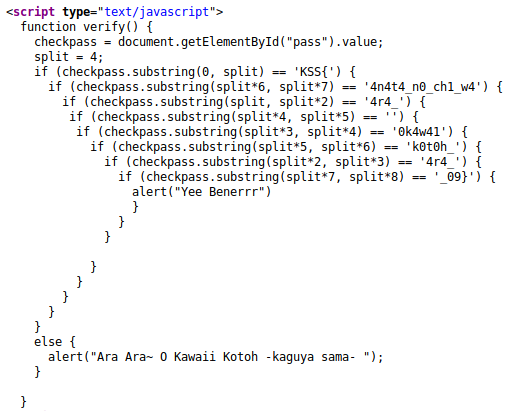 <script type="text/javascript">
function verify() {
checkpass = document.getElementById("pass").value;
split = 4;
if (checkpass.substring(0, split) == 'KSS{') {
if (checkpass.substring(split*6, split*7) == '4n4t4_n0_ch1_w4') {
if (checkpass.substring(split, split*2) == '4r4_') {
if (checkpass.substring(split*4, split*5) == '') {
if (checkpass.substring(split*3, split*4) == '0k4w41') {
if (checkpass.substring(split*5, split*6) == 'k0t0h_') {
if (checkpass.substring(split*2, split*3) == '4r4_') {
if (checkpass.substring(split*7, split*8) == '_09}') {
alert("Yee Benerrr")
}
}
}
}
}
}
}
}
else {
alert("Ara Ara~ O Kawaii Kotoh -kaguya sama- ");
}
}